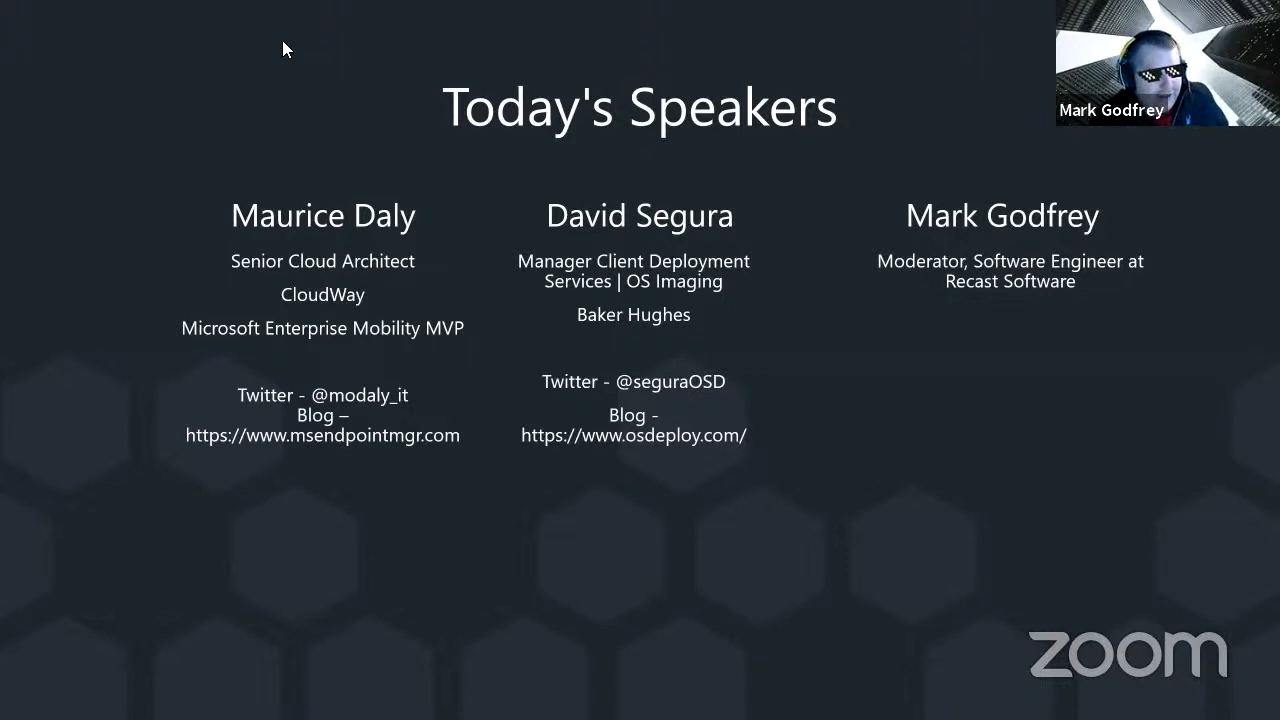 Today's Speakers
Mark Godfrey
Maurice Daly
Senior Cloud Architect
CloudWay
Microsoft Enterprise Mobility MVP
Twitter - @modaly_it
Blog –
https://www.msendpointmgr.com
David Segura
Manager Client Deployment
Services | OS Imaging
Baker Hughes
Twitter - @seguraOSD
Blog -
https://www.osdeploy.com/
Mark Godfrey
Moderator, Software Engineer at
Recast Software
zoom